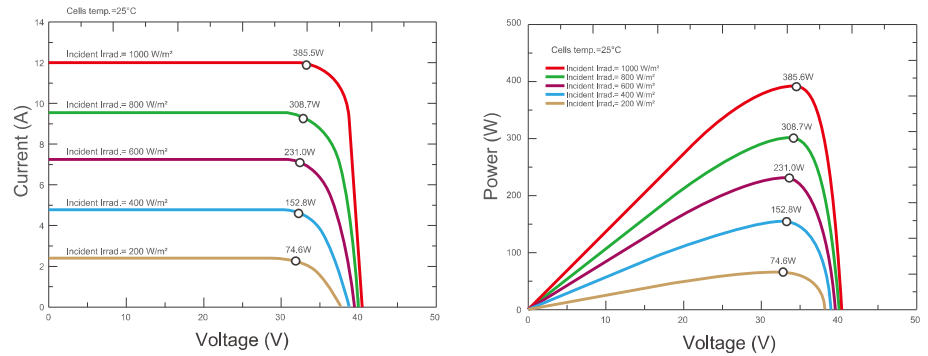 Cells temp.=25°C
14
12
10
8
6
4
2
0
Current (A)
Incident Irrad.= 1000 W/m²
385.5W
Incident Irrad.= 800 W/m²
308.7W
Incident Irrad.= 600 W/m²
231.0W
Incident Irrad.= 400 W/m²
152.8W
Incident Irrad.= 200 W/m²
74.6W
0 10 20 30 40 50
Voltage (V)
500
400
300
200
100
0
Power (W)
Cells temp.=25°C
Incident Irrad.= 1000 W/m²
Incident Irrad.= 800 W/m²
Incident Irrad.= 600 W/m²
Incident Irrad.= 400 W/m²
Incident Irrad.= 200 W/m²
385.6W
308.7W
231.0W
152.8W
74.6W
0 10 20 30 40 50
Voltage (V)